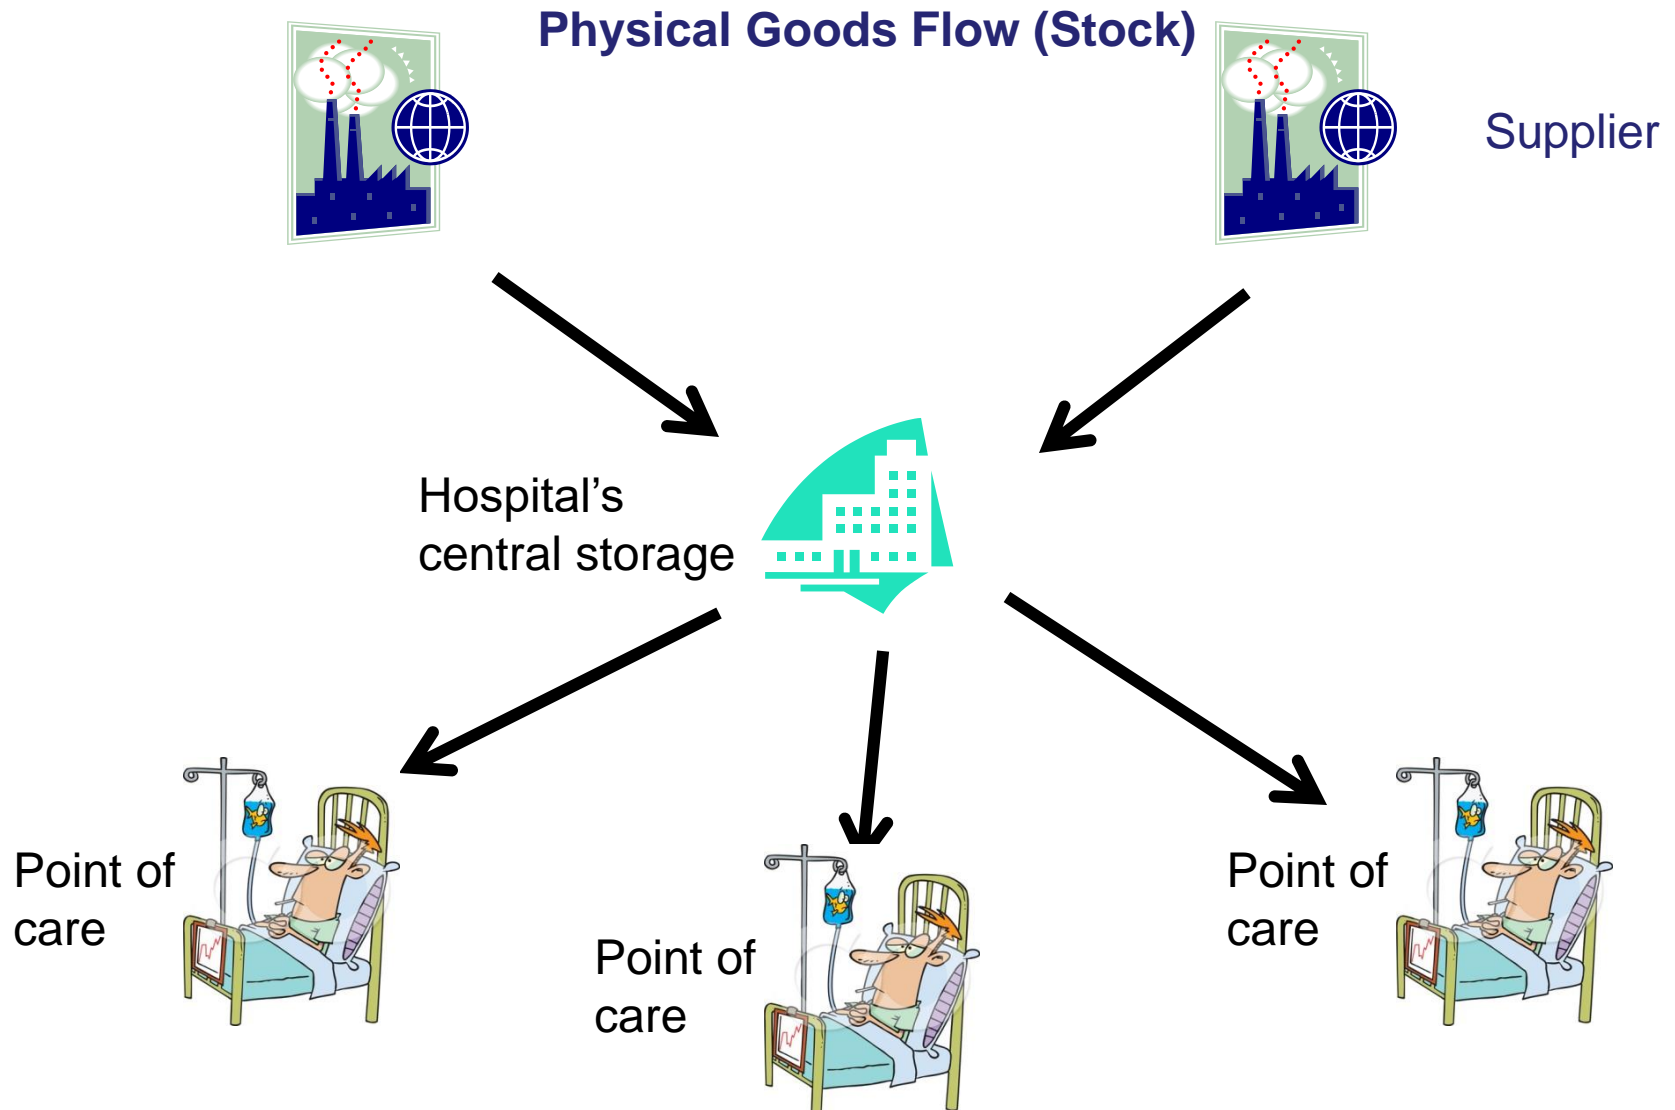 Physical Goods Flow (Stock)
Supplier
Hospital’s
central storage
Point of
care
Point of
care
Point of
care